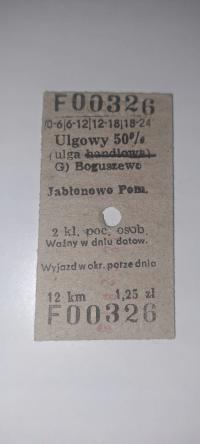 F00326
0-6|6-12|12-18|18-24
Ulgowy 50%
(ulga handlowa)
G) Boguszewo
Jabłonowo Pom.
2 kl. poc. osob.
Ważny w dniu datow.
Wyjazd w okr. porze dnia
12 km 1,25 zł
F00326